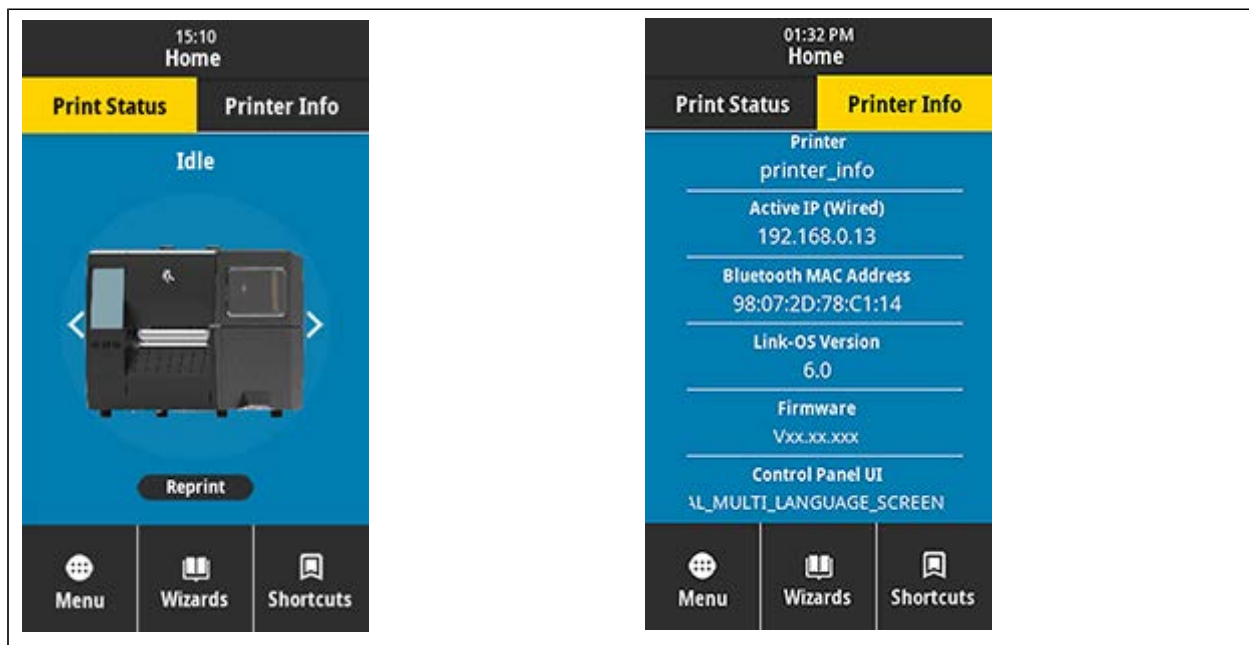 15:10
Home
Print Status
Printer Info
Idle
Reprint
Menu
Wizards
Shortcuts
01:32 PM
Home
Print Status
Printer Info
Printer
printer_info
Active IP (Wired)
192.168.0.13
Bluetooth MAC Address
98:07:2D:78:C1:14
Link-OS Version
6.0
Firmware
Vxx.xx.xxx
Control Panel UI
AL_MULTI_LANGUAGE_SCREEN
Menu
Wizards
Shortcuts